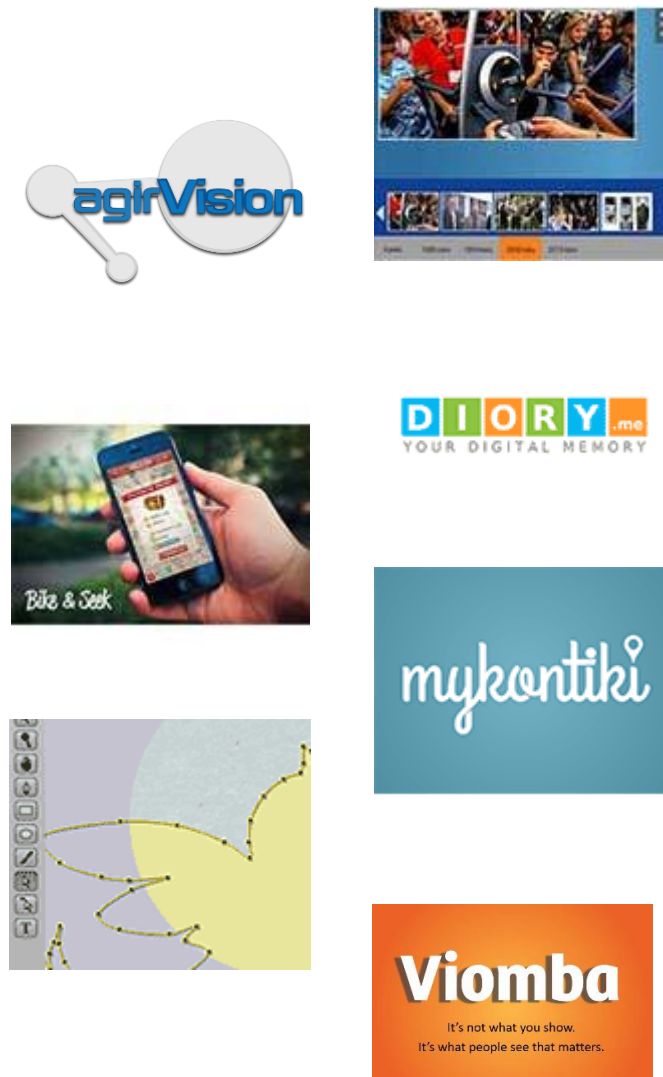 agirVision
DIORY.me
YOUR DIGITAL MEMORY
Bike & Seek
mykontiki
T
Viomba
It's not what you show.
It's what people see that matters.